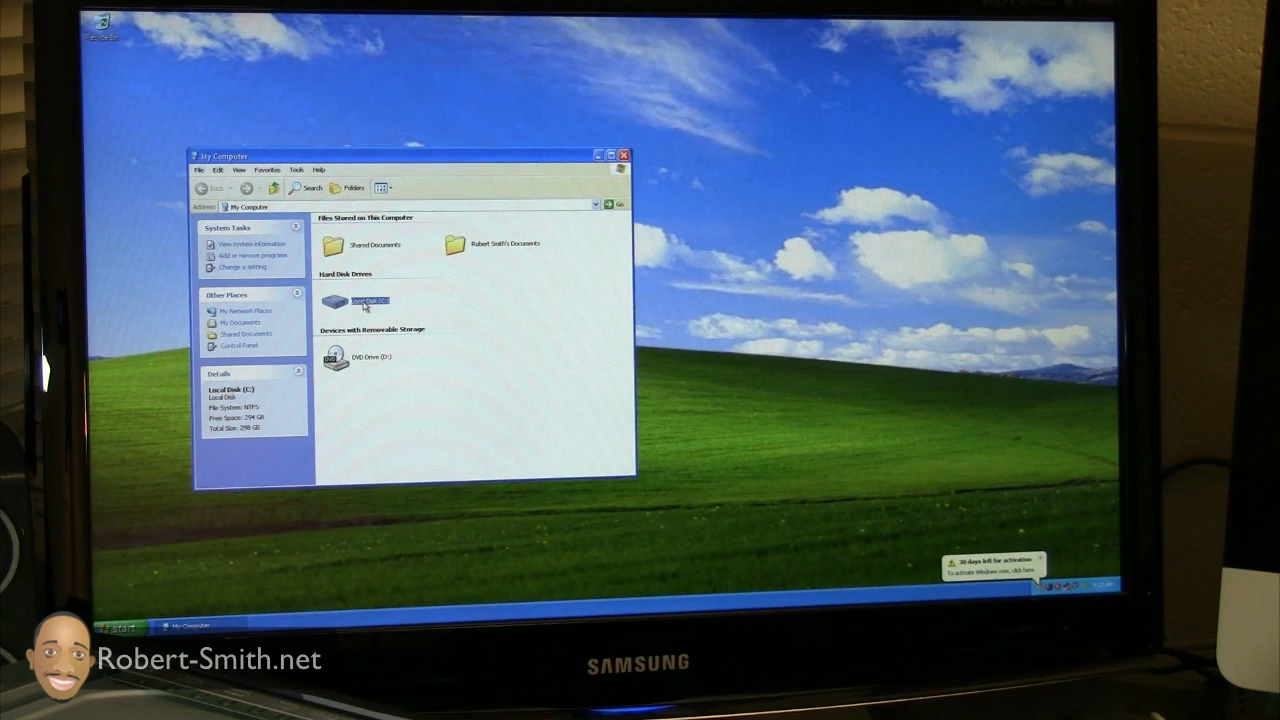 Recycle Bin
My Computer
File Edit View Favorites Tools Help
Back Search Folders
Address My Computer Go
System Tasks
View system information
Add or remove programs
Change a setting
Other Places
My Network Places
My Documents
Shared Documents
Control Panel
Details
Local Disk (C:)
Local Disk
File System: NTFS
Free Space: 294 GB
Total Size: 298 GB
Files Stored on This Computer
Shared Documents
Robert Smith's Documents
Hard Disk Drives
Local Disk (C:)
Devices with Removable Storage
DVD
DVD Drive (D:)
30 days left for activation
To activate Windows now, click here.
start
My Computer
SAMSUNG
Robert-Smith.net